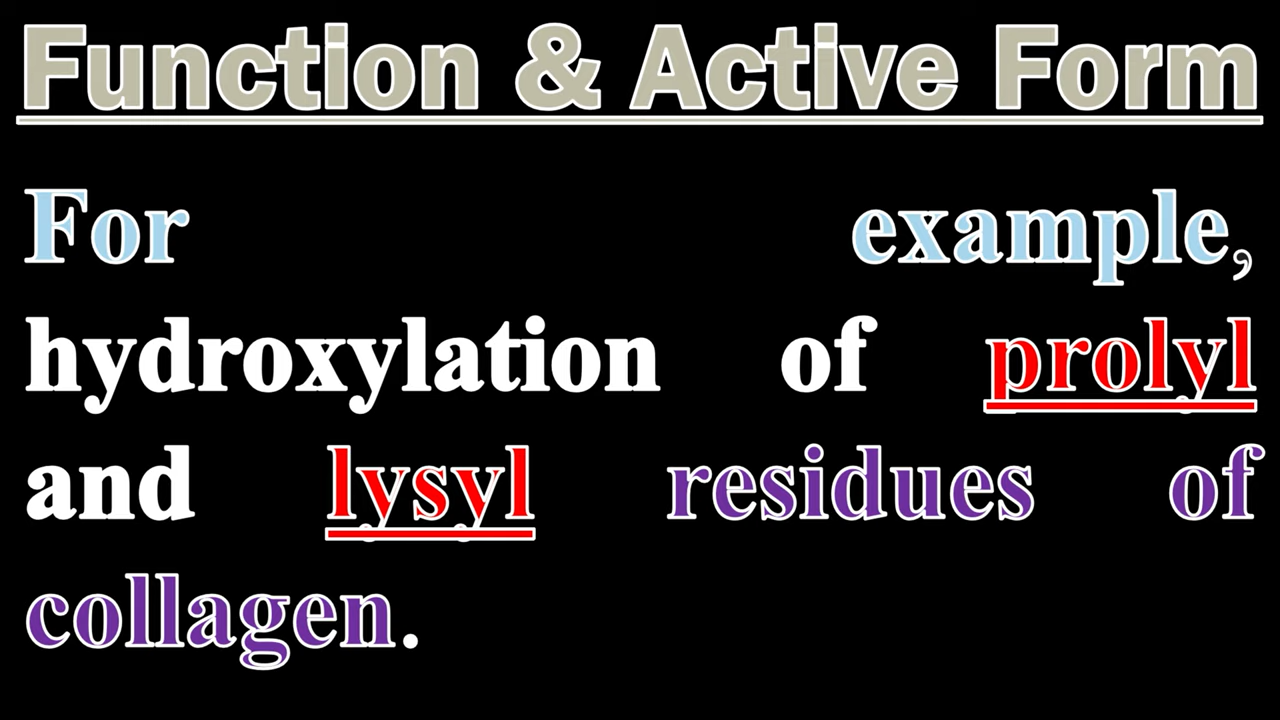 Function & Active Form
For example,
hydroxylation of prolyl
and lysyl residues of
collagen.